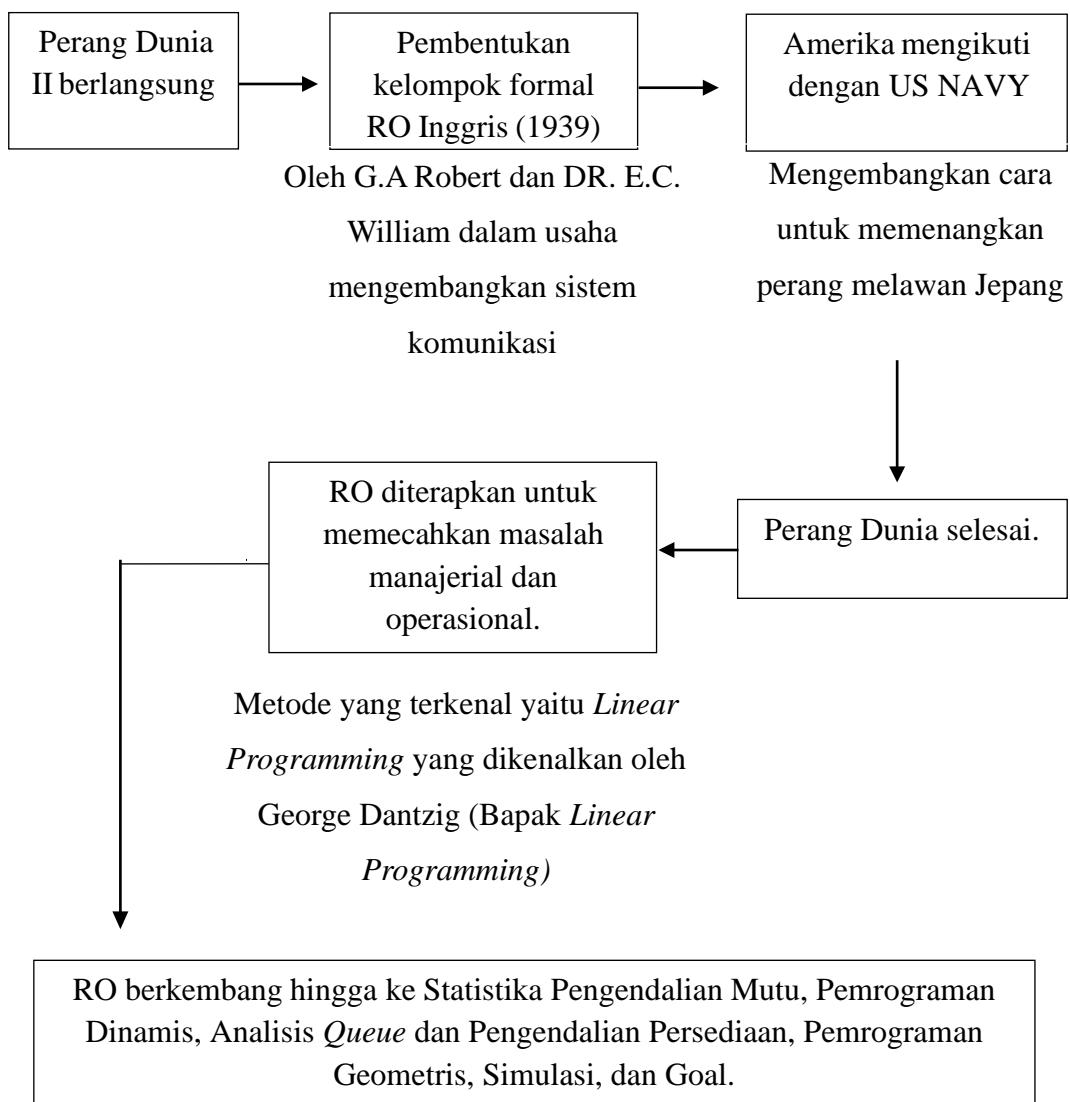 Perang Dunia
II berlangsung
Pembentukan
kelompok formal
RO Inggris (1939)
Oleh G.A Robert dan DR. E.C.
William dalam usaha
mengembangkan sistem
komunikasi
Amerika mengikuti
dengan US NAVY
Mengembangkan cara
untuk memenangkan
perang melawan Jepang
Perang Dunia selesai.
RO diterapkan untuk
memecahkan masalah
manajerial dan
operasional.
Metode yang terkenal yaitu Linear
Programming yang dikenalkan oleh
George Dantzig (Bapak Linear
Programming)
RO berkembang hingga ke Statistika Pengendalian Mutu, Pemrograman
Dinamis, Analisis Queue dan Pengendalian Persediaan, Pemrograman
Geometris, Simulasi, dan Goal.